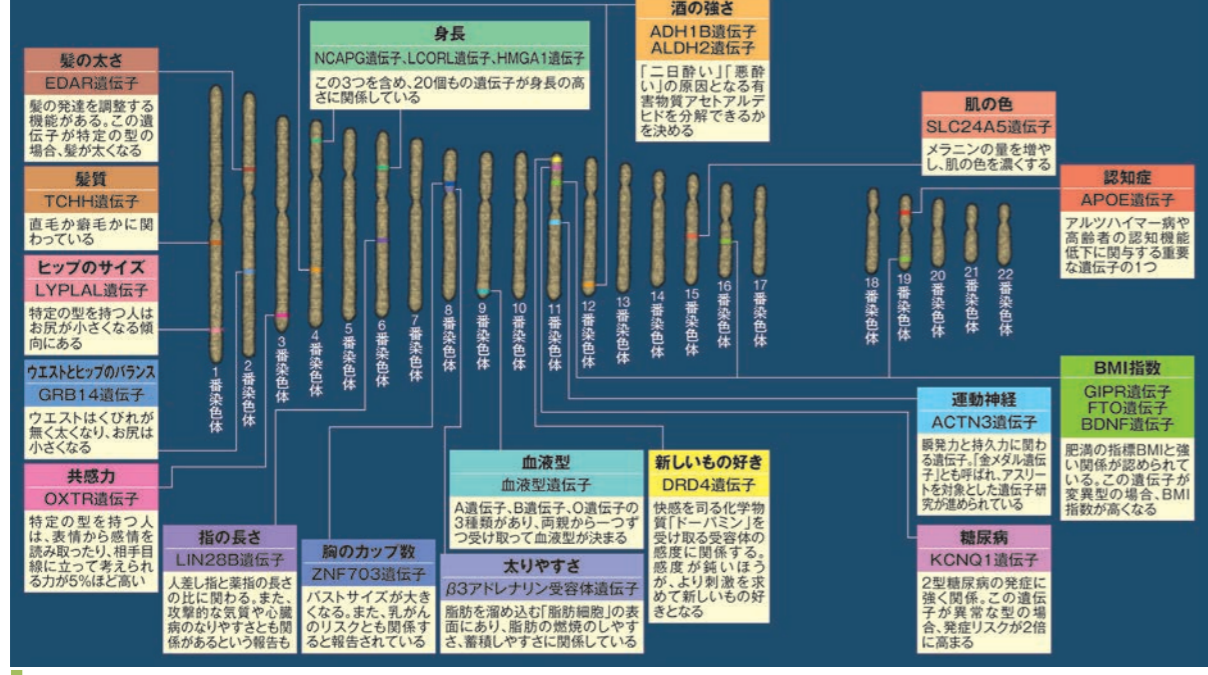 髪の太さ
EDAR遺伝子
髪の発達を調整する
機能がある。この遺
伝子が特定の型の
場合、髪が太くなる
髪質
TCHH遺伝子
直毛か癖毛かに関
わっている
ヒップのサイズ
LYPLAL遺伝子
特定の型を持つ人は
お尻が小さくなる傾
向にある
ウエストとヒップのバランス
GRB14遺伝子
ウエストはくびれが
無く太くなり、お尻は
小さくなる
共感力
OXTR遺伝子
特定の型を持つ人
は、表情から感情を
読み取ったり、相手目
線に立って考えられ
る力が5%ほど高い
身長
NCAPG遺伝子、LCORL遺伝子、HMGA1遺伝子
この3つを含め、20個もの遺伝子が身長の高
さに関係している
酒の強さ
ADH1B遺伝子
ALDH2遺伝子
「二日酔い」「悪酔
い」の原因となる有
害物質アセトアルデ
ヒドを分解できるか
を決める
肌の色
SLC24A5遺伝子
メラニンの量を増や
し、肌の色を濃くする
認知症
APOE遺伝子
アルツハイマー病や
高齢者の認知機能
低下に関与する重要
な遺伝子の1つ
1番染色体
2番染色体
3番染色体
4番染色体
5番染色体
6番染色体
7番染色体
8番染色体
9番染色体
10番染色体
11番染色体
12番染色体
13番染色体
14番染色体
15番染色体
16番染色体
17番染色体
18番染色体
19番染色体
20番染色体
21番染色体
22番染色体
指の長さ
LIN28B遺伝子
人差し指と薬指の長さ
の比に関わる。また、
攻撃的な気質や心臓
病のなりやすさとも関
係があるという報告も
胸のカップ数
ZNF703遺伝子
バストサイズが大き
くなる。また、乳がん
のリスクとも関係す
ると報告されている
血液型
血液型遺伝子
A遺伝子、B遺伝子、O遺伝子の
3種類があり、両親から一つず
つ受け取って血液型が決まる
太りやすさ
β3アドレナリン受容体遺伝子
脂肪を溜め込む「脂肪細胞」の表
面にあり、脂肪の燃焼のしやす
さ、蓄積しやすさに関係している
新しいもの好き
DRD4遺伝子
快感を司る化学物
質「ドーパミン」を
受け取る受容体の
感度に関係する。
感度が鈍いほう
が、より刺激を求
めて新しいもの好
きとなる
運動神経
ACTN3遺伝子
瞬発力と持久力に関わ
る遺伝子。「金メダル遺伝
子」とも呼ばれ、アスリー
トを対象とした遺伝子研
究が進められている
糖尿病
KCNQ1遺伝子
2型糖尿病の発症に
強く関係。この遺伝
子が異常な型の場
合、発症リスクが2倍
に高まる
BMI指数
GIPR遺伝子
FTO遺伝子
BDNF遺伝子
肥満の指標BMIと強
い関係が認められて
いる。この遺伝子が
変異型の場合、BMI
指数が高くなる